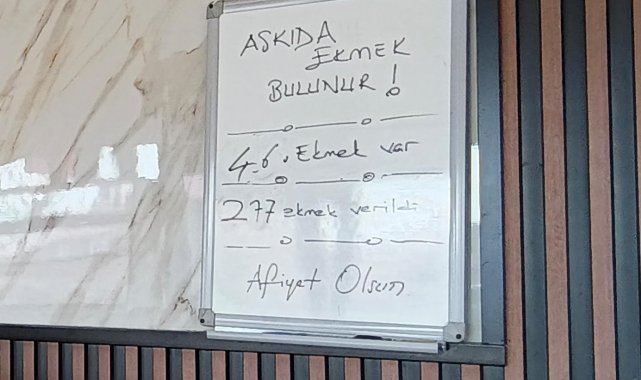 ASKIDA
EKMEK
BULUNUR!
46. Ekmek var
277 ekmek verildi
Afiyet Olsun